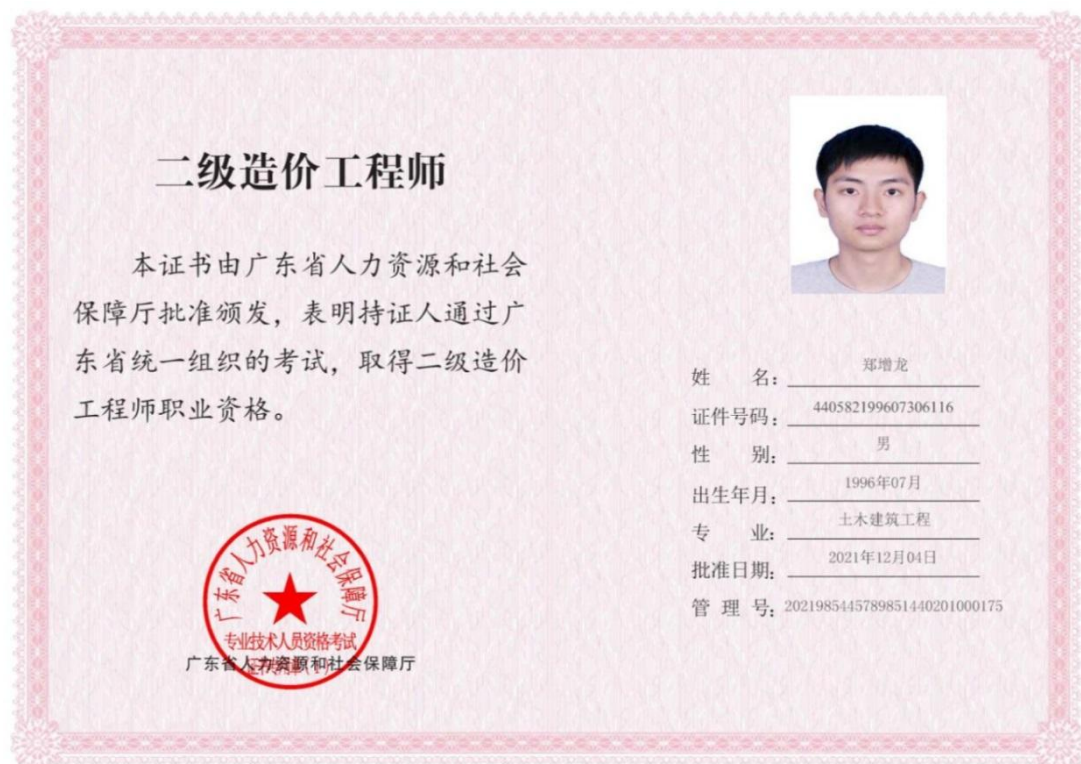 二级造价工程师
本证书由广东省人力资源和社会
保障厅批准颁发，表明持证人通过广
东省统一组织的考试，取得二级造价
工程师职业资格。
广东省人力资源和社会保障厅
专业技术人员资格考试
广东省人力资源和社会保障厅
姓 名：郑增龙
证件号码：440582199607306116
性 别：男
出生年月：1996年07月
专 业：土木建筑工程
批准日期：2021年12月04日
管 理 号：2021985445789851440201000175